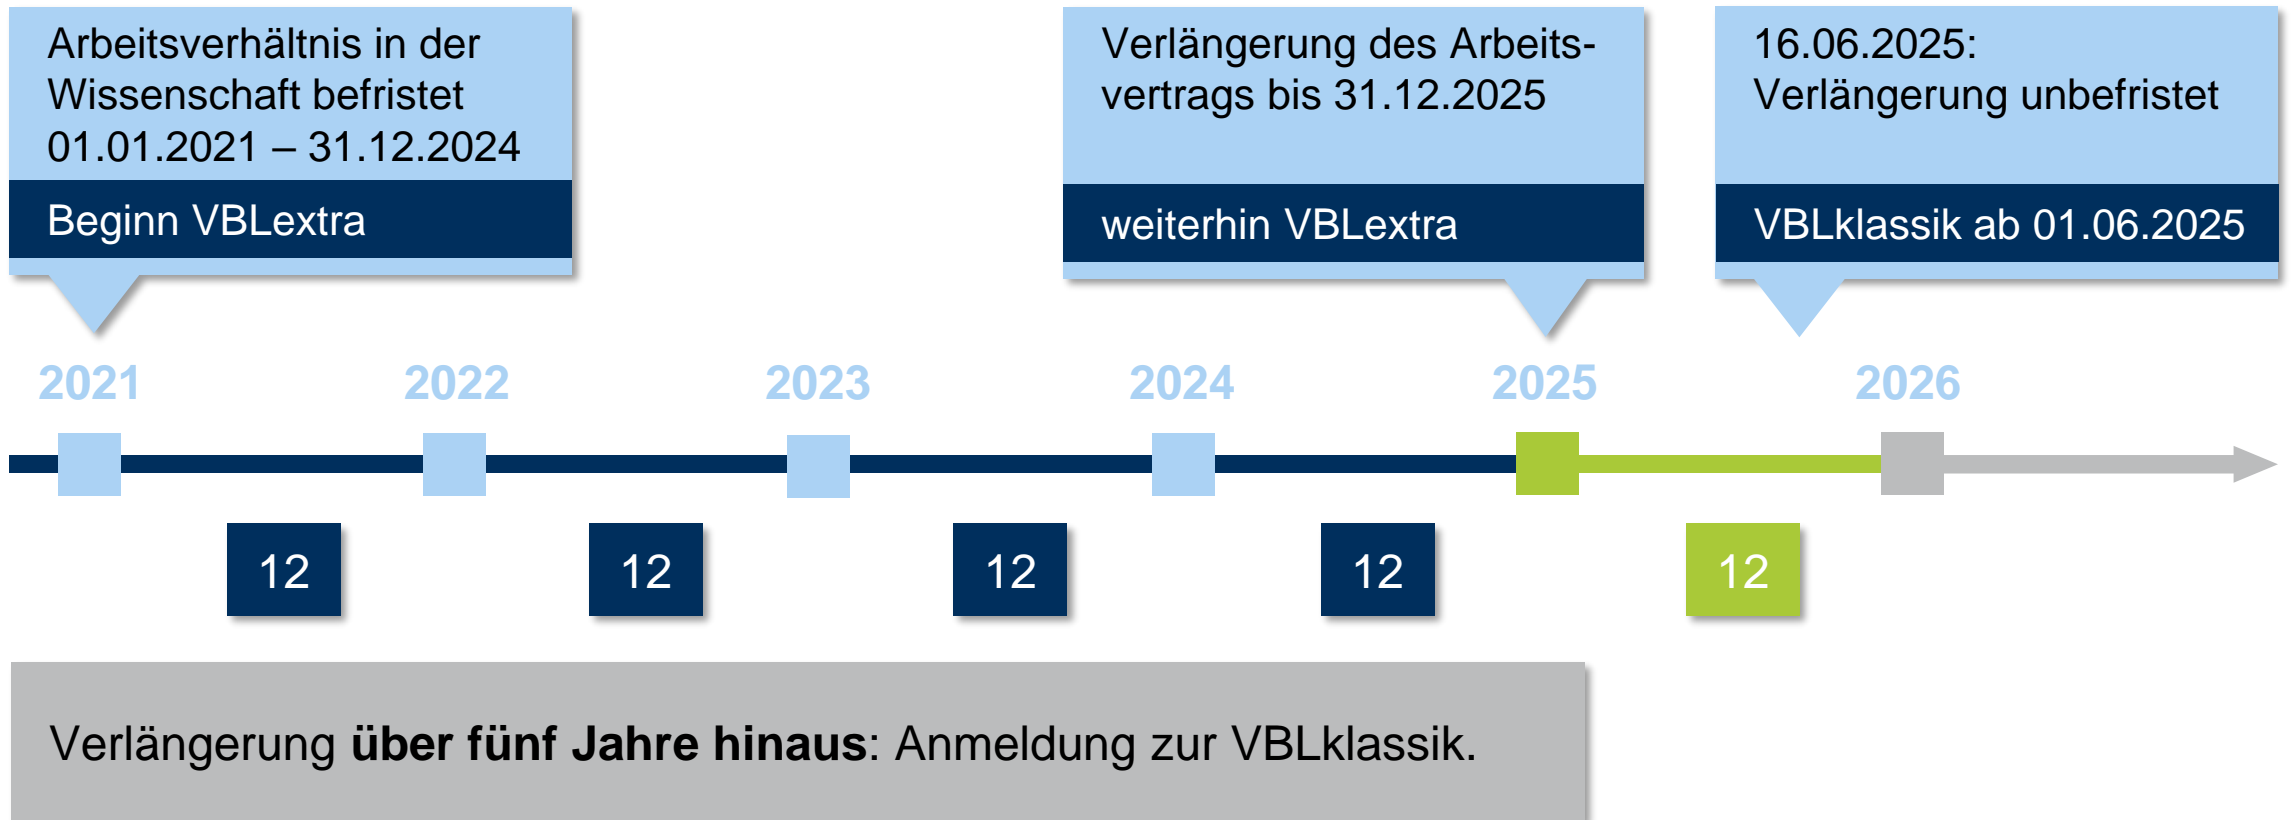 Arbeitsverhältnis in der
Wissenschaft befristet
01.01.2021 – 31.12.2024
Beginn VBLextra
Verlängerung des Arbeits-
vertrags bis 31.12.2025
weiterhin VBLextra
16.06.2025:
Verlängerung unbefristet
VBLklassik ab 01.06.2025
2021 2022 2023 2024 2025 2026
12 12 12 12 12
Verlängerung über fünf Jahre hinaus: Anmeldung zur VBLklassik.